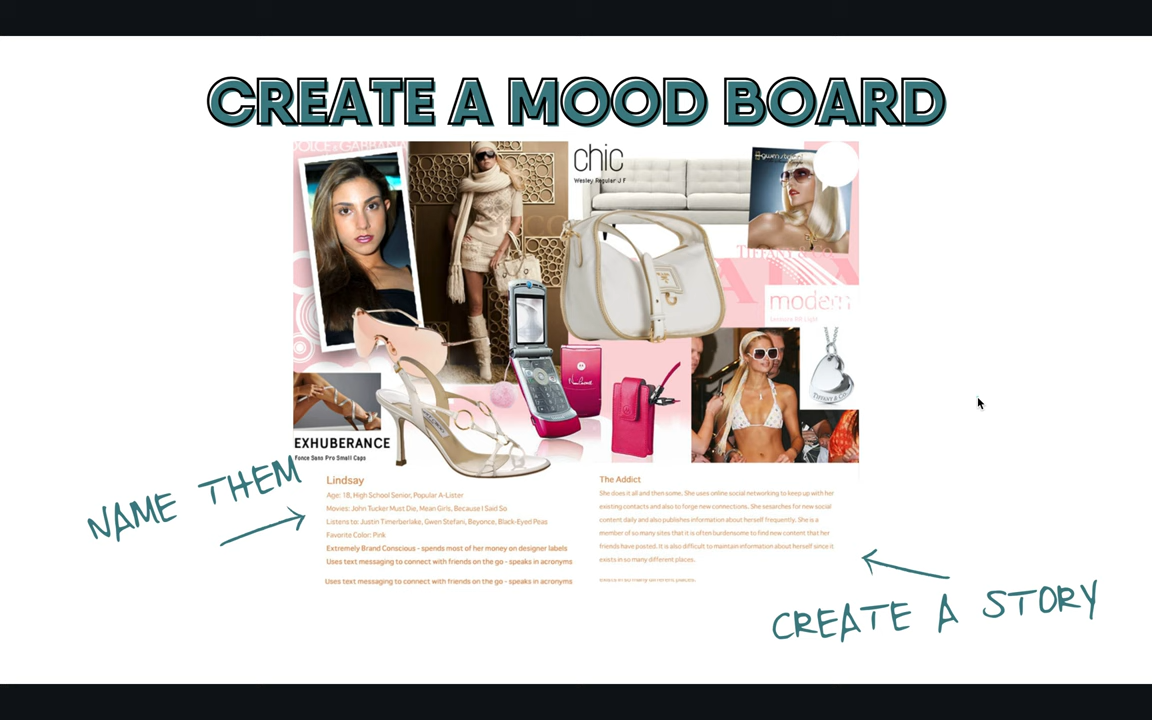 CREATE A MOOD BOARD
DOLCE & GABBANA
chic
Wesley Regular J F
TIFFANY & CO
modern
EXHUBERANCE
Fonce Sans Pro Small Caps
TIFFANY & CO.
NAME THEM
Lindsay
Age: 18, High School Senior, Popular A-Lister
Movies: John Tucker Must Die, Mean Girls, Because I Said So
Listens to: Justin Timberlake, Gwen Stefani, Beyonce, Black-Eyed Peas
Favorite Color: Pink
Extremely Brand Conscious - spends most of her money on designer labels
Uses text messaging to connect with friends on the go - speaks in acronyms
Uses text messaging to connect with friends on the go - speaks in acronyms
The Addict
She does it all and then some. She uses online social networking to keep up with her
existing contacts and also to forge new connections. She searches for new social
content daily and also publishes information about herself frequently. She is a
member of so many sites that it is often burdensome to find new content that her
friends have posted. It is also difficult to maintain information about herself since it
exists in so many different places.
CREATE A STORY